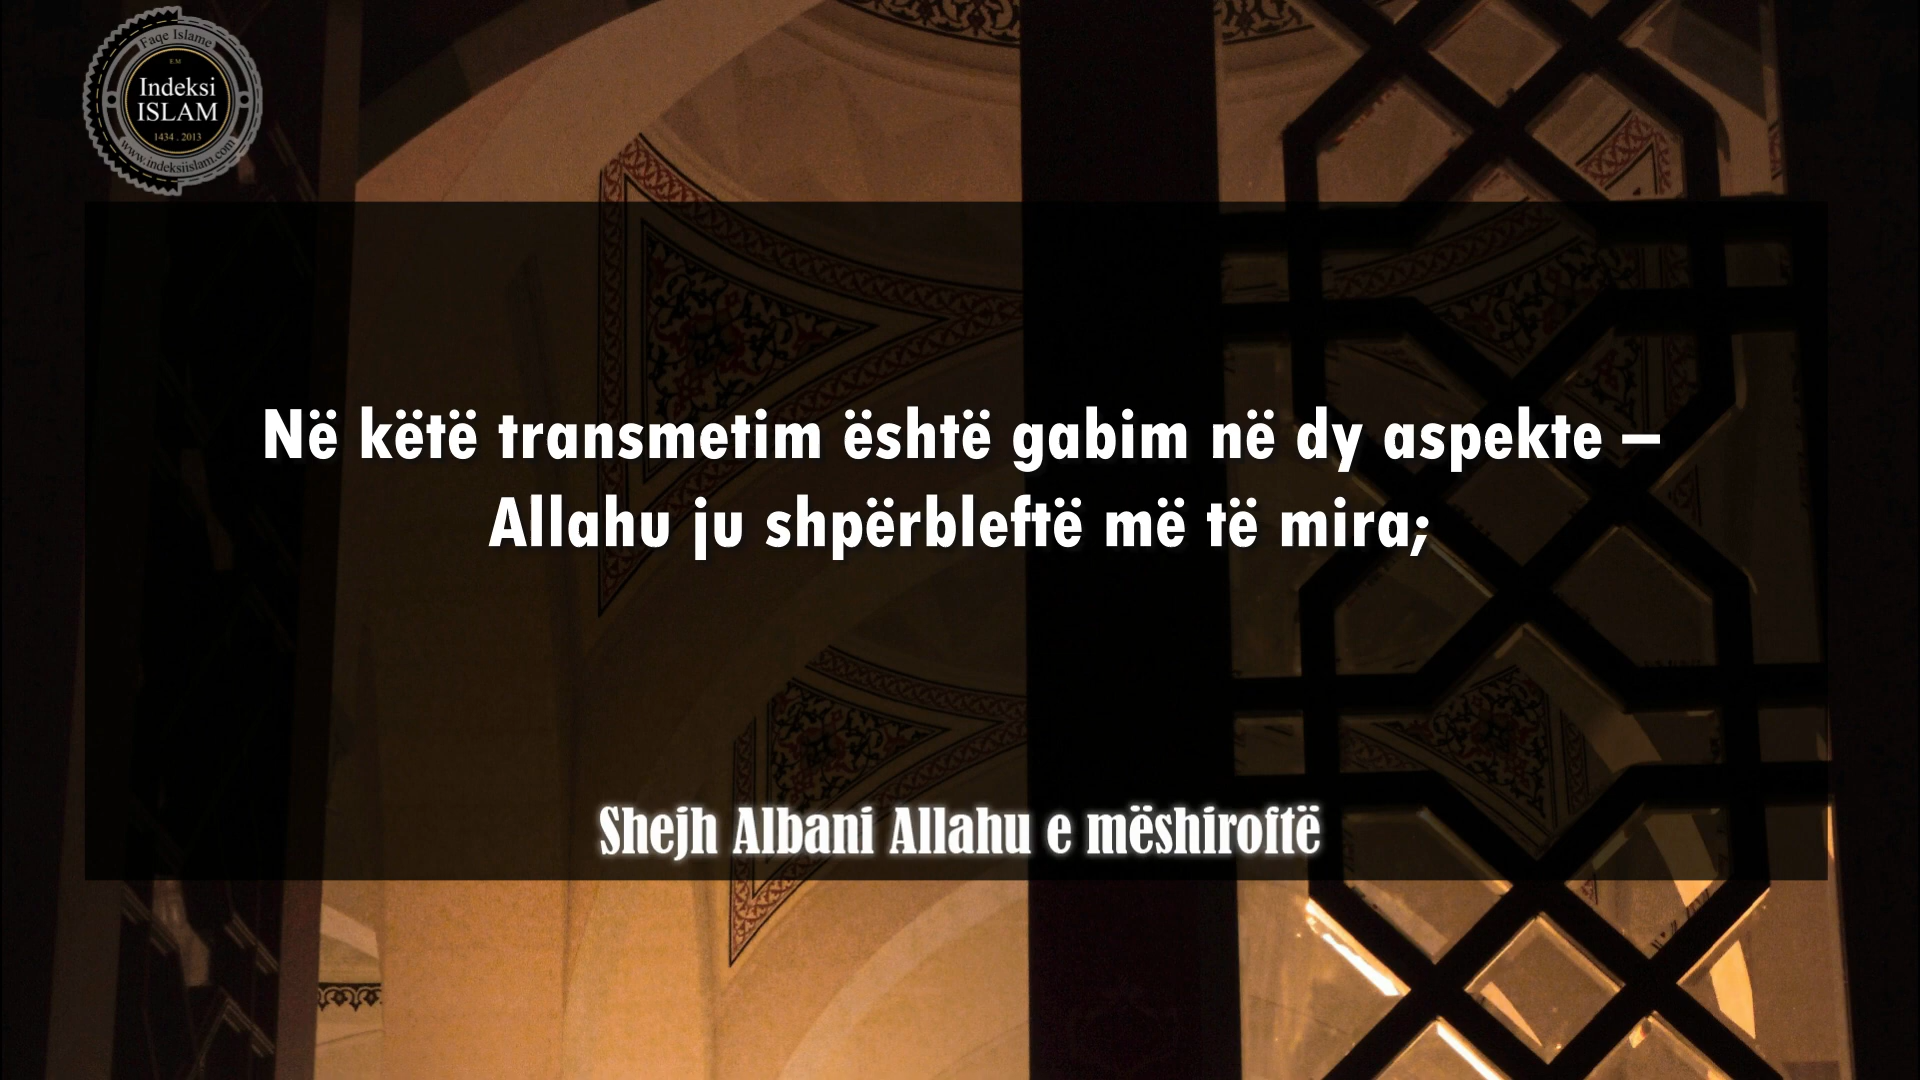 Faqe Islame
E.M
Indeksi
ISLAM
1434 . 2013
www.indeksiislam.com
Në këtë transmetim është gabim në dy aspekte –
Allahu ju shpërbleftë më të mira;
Shejh Albani Allahu e mëshiroftë